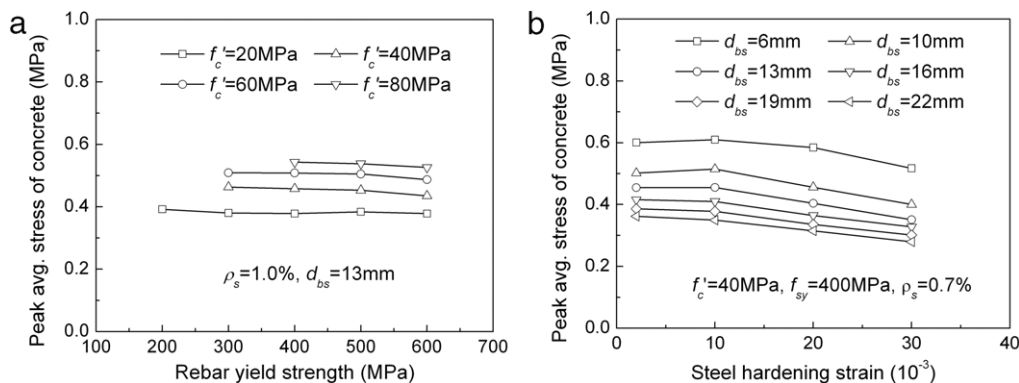 a
Peak avg. stress of concrete (MPa)
1.0
0.8
0.6
0.4
0.2
0.0
f_c'=20MPa f_c'=40MPa
f_c'=60MPa f_c'=80MPa
ρ_s=1.0%, d_bs=13mm
100 200 300 400 500 600 700
Rebar yield strength (MPa)
b
Peak avg. stress of concrete (MPa)
1.0
0.8
0.6
0.4
0.2
0.0
d_bs=6mm d_bs=10mm
d_bs=13mm d_bs=16mm
d_bs=19mm d_bs=22mm
f_c'=40MPa, f_sy=400MPa, ρ_s=0.7%
0 10 20 30 40
Steel hardening strain (10⁻³)